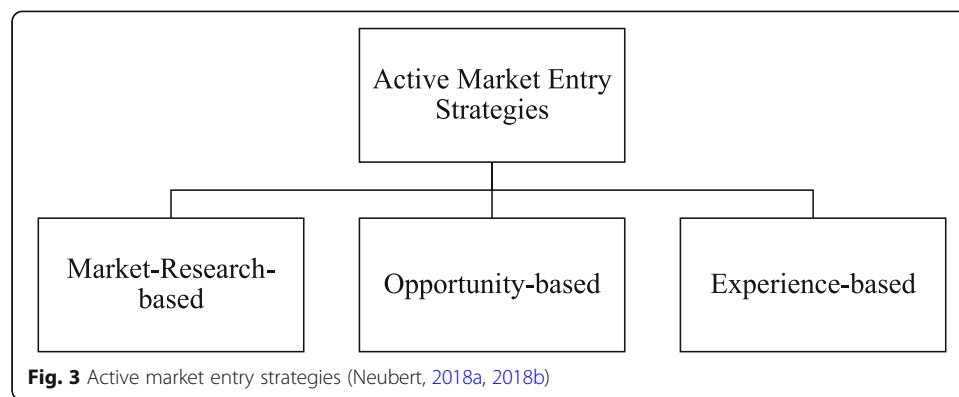 Active Market Entry
Strategies
Market-Research-
based
Opportunity-based
Experience-based
Fig. 3 Active market entry strategies (Neubert, 2018a, 2018b)